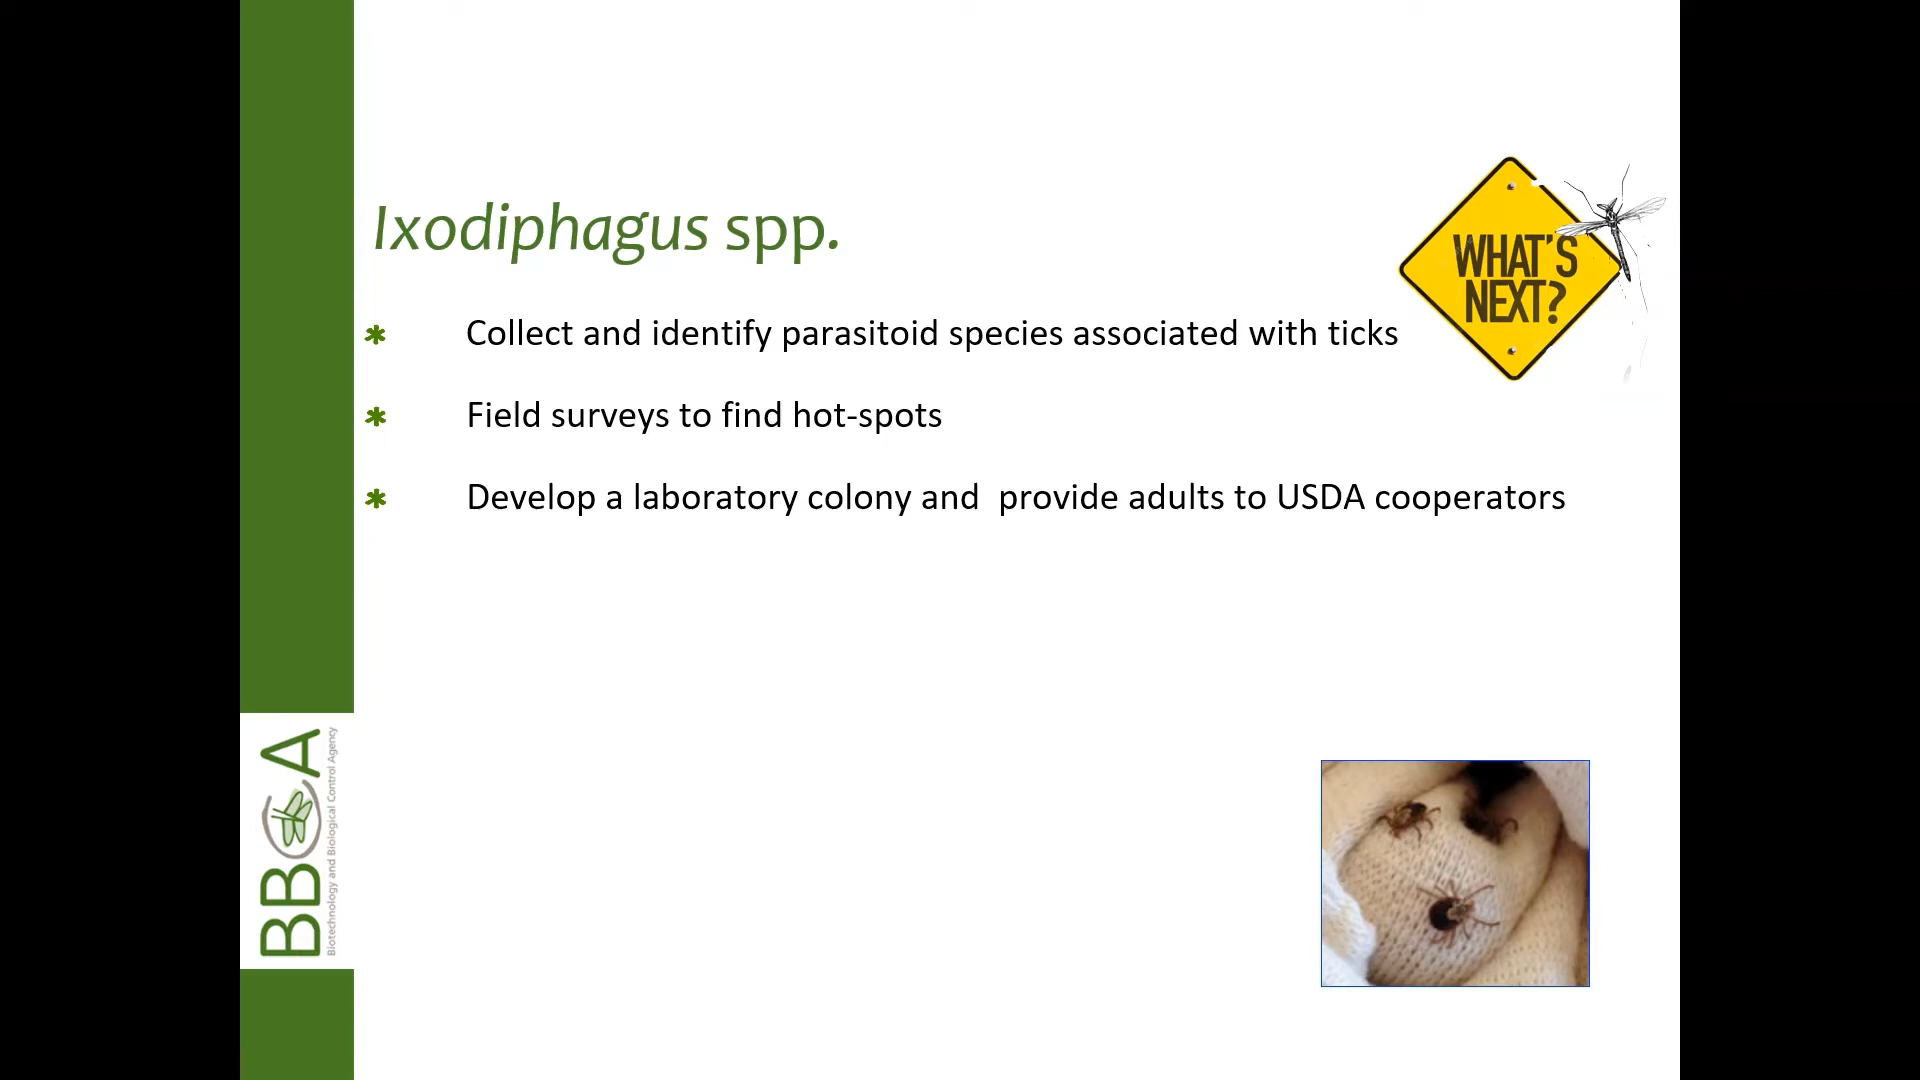 Ixodiphagus spp.
WHAT'S
NEXT?
* Collect and identify parasitoid species associated with ticks
* Field surveys to find hot-spots
* Develop a laboratory colony and  provide adults to USDA cooperators
BBCA
Biotechnology and Biological Control Agency